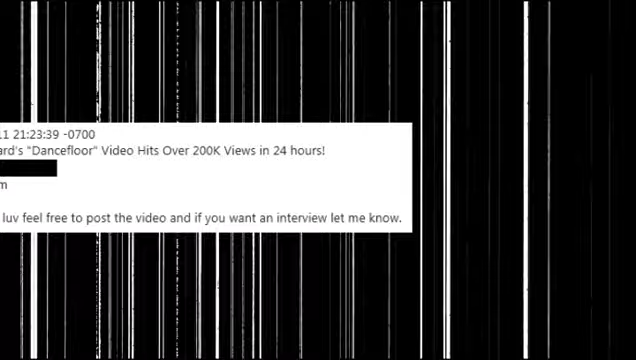 11 21:23:39 -0700
ard's "Dancefloor" Video Hits Over 200K Views in 24 hours!
m
luv feel free to post the video and if you want an interview let me know.